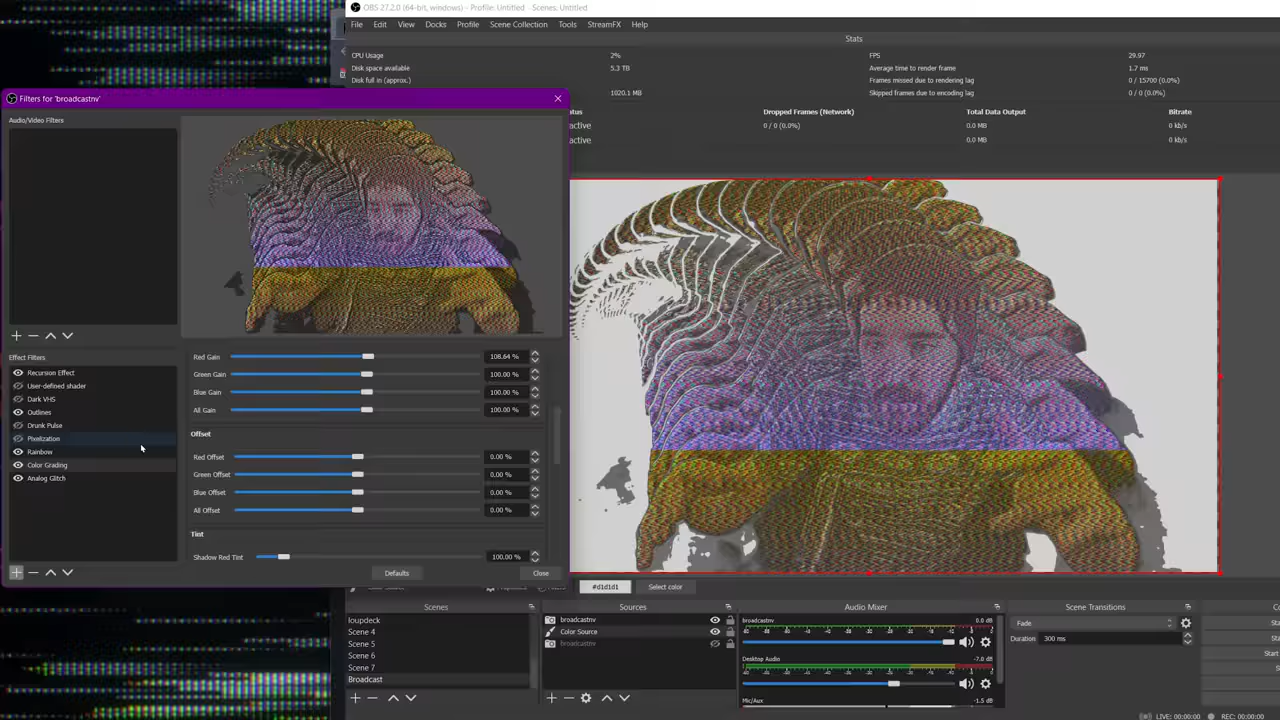 OBS 27.2.0 (64-bit, windows) - Profile: Untitled - Scenes: Untitled
File Edit View Docks Profile Scene Collection Tools StreamFX Help
Stats
CPU Usage 2% FPS 29.97
Disk space available 5.3 TB Average time to render frame 1.7 ms
Disk full in (approx.) Frames missed due to rendering lag 0 / 15700 (0.0%)
1020.1 MB Skipped frames due to encoding lag 0 / 0 (0.0%)
tatus Dropped Frames (Network) Total Data Output Bitrate
active 0 / 0 (0.0%) 0.0 MB 0 kb/s
active 0.0 MB 0 kb/s
Filters for 'broadcastnv'
Audio/Video Filters
Effect Filters
Recursion Effect
User-defined shader
Dark VHS
Outlines
Drunk Pulse
Pixelization
Rainbow
Color Grading
Analog Glitch
Red Gain 108.64 %
Green Gain 100.00 %
Blue Gain 100.00 %
All Gain 100.00 %
Offset
Red Offset 0.00 %
Green Offset 0.00 %
Blue Offset 0.00 %
All Offset 0.00 %
Tint
Shadow Red Tint 100.00 %
Defaults Close
#d1d1d1 Select color
Scenes Sources Audio Mixer Scene Transitions
loupdeck
Scene 4
Scene 5
Scene 6
Scene 7
Broadcast
broadcastnv
Color Source
broadcastnv
broadcastnv 0.0 dB
Desktop Audio -7.0 dB
Mic/Aux -1.5 dB
Fade
Duration 300 ms
LIVE: 00:00:00 REC: 00:00:00